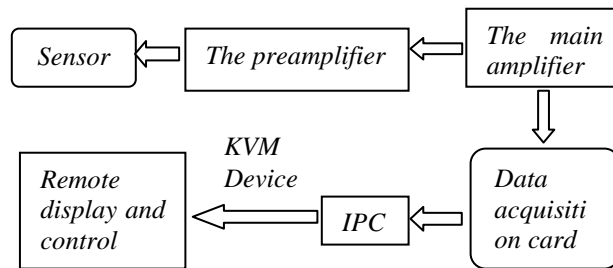 Sensor
The preamplifier
The main
amplifier
KVM
Device
Remote
display and
control
IPC
Data
acquisiti
on card